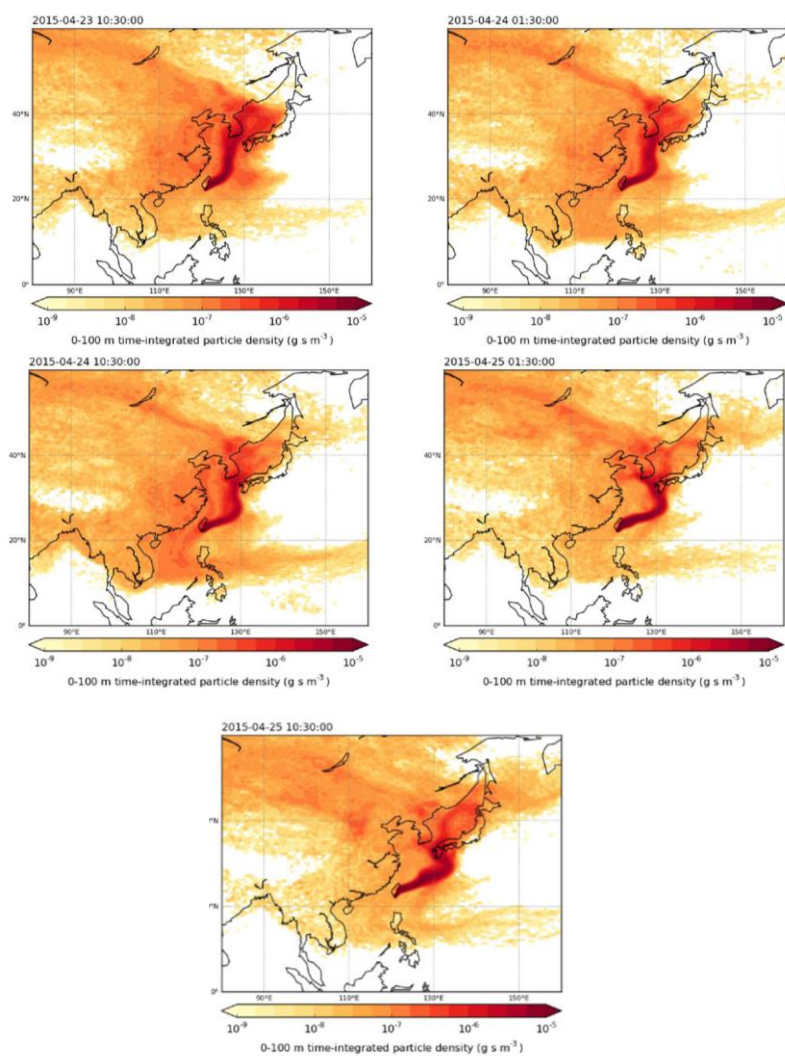 2015-04-23 10:30:00
40°N
20°N
0°
90°E 110°E 130°E 150°E
10⁻⁹ 10⁻⁸ 10⁻⁷ 10⁻⁶ 10⁻⁵
0-100 m time-integrated particle density (g s m⁻³)
2015-04-24 01:30:00
40°N
20°N
0°
90°E 110°E 130°E 150°E
10⁻⁹ 10⁻⁸ 10⁻⁷ 10⁻⁶ 10⁻⁵
0-100 m time-integrated particle density (g s m⁻³)
2015-04-24 10:30:00
40°N
20°N
0°
90°E 110°E 130°E 150°E
10⁻⁹ 10⁻⁸ 10⁻⁷ 10⁻⁶ 10⁻⁵
0-100 m time-integrated particle density (g s m⁻³)
2015-04-25 01:30:00
40°N
20°N
0°
90°E 110°E 130°E 150°E
10⁻⁹ 10⁻⁸ 10⁻⁷ 10⁻⁶ 10⁻⁵
0-100 m time-integrated particle density (g s m⁻³)
2015-04-25 10:30:00
°N
°N
90°E 110°E 130°E 150°E
10⁻⁹ 10⁻⁸ 10⁻⁷ 10⁻⁶ 10⁻⁵
0-100 m time-integrated particle density (g s m⁻³)